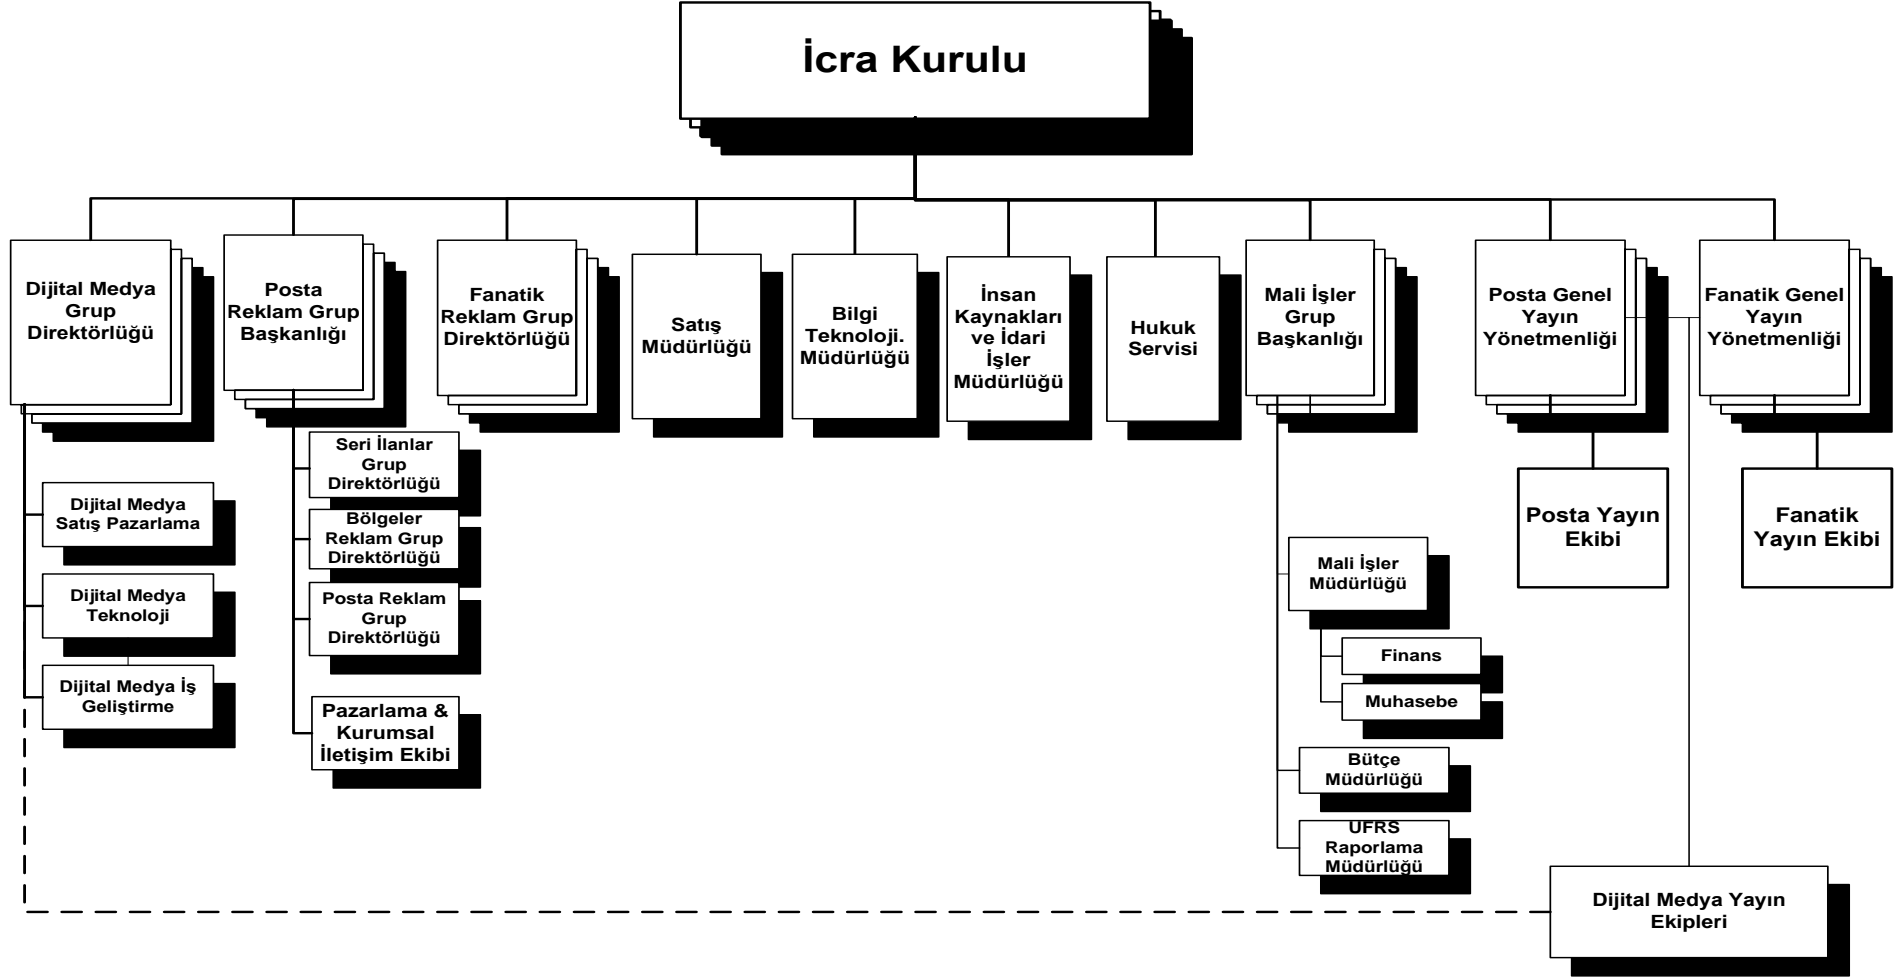 İcra Kurulu
Dijital Medya
Grup
Direktörlüğü
Posta
Reklam Grup
Başkanlığı
Fanatik
Reklam Grup
Direktörlüğü
Satış
Müdürlüğü
Bilgi
Teknoloji.
Müdürlüğü
İnsan
Kaynakları
ve İdari
İşler
Müdürlüğü
Hukuk
Servisi
Mali İşler
Grup
Başkanlığı
Posta Genel
Yayın
Yönetmenliği
Fanatik Genel
Yayın
Yönetmenliği
Dijital Medya
Satış Pazarlama
Dijital Medya
Teknoloji
Dijital Medya İş
Geliştirme
Seri İlanlar
Grup
Direktörlüğü
Bölgeler
Reklam Grup
Direktörlüğü
Posta Reklam
Grup
Direktörlüğü
Pazarlama &
Kurumsal
İletişim Ekibi
Mali İşler
Müdürlüğü
Finans
Muhasebe
Bütçe
Müdürlüğü
UFRS
Raporlama
Müdürlüğü
Posta Yayın
Ekibi
Fanatik
Yayın Ekibi
Dijital Medya Yayın
Ekipleri